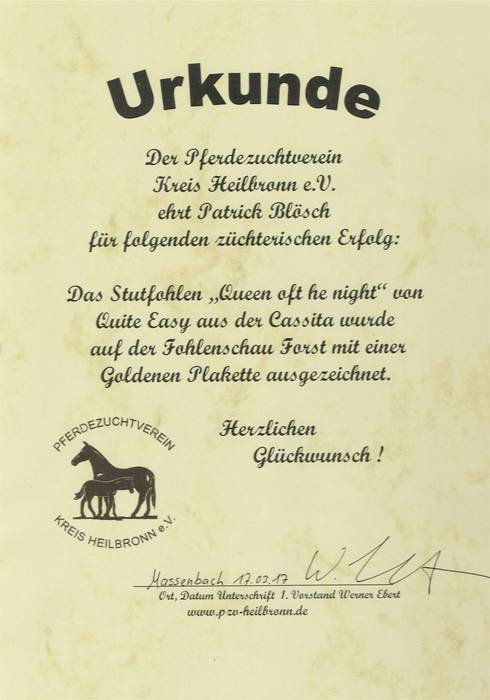 Urkunde
Der Pferdezuchtverein
Kreis Heilbronn e.V.
ehrt Patrick Blösch
für folgenden züchterischen Erfolg:
Das Stutfohlen „Queen oft he night“ von
Quite Easy aus der Cassita wurde
auf der Fohlenschau Forst mit einer
Goldenen Plakette ausgezeichnet.
Herzlichen
Glückwunsch !
PFERDEZUCHTVEREIN
KREIS HEILBRONN e.V.
Massenbach 17.03.17
Ort, Datum Unterschrift 1. Vorstand Werner Ebert
www.pzv-heilbronn.de